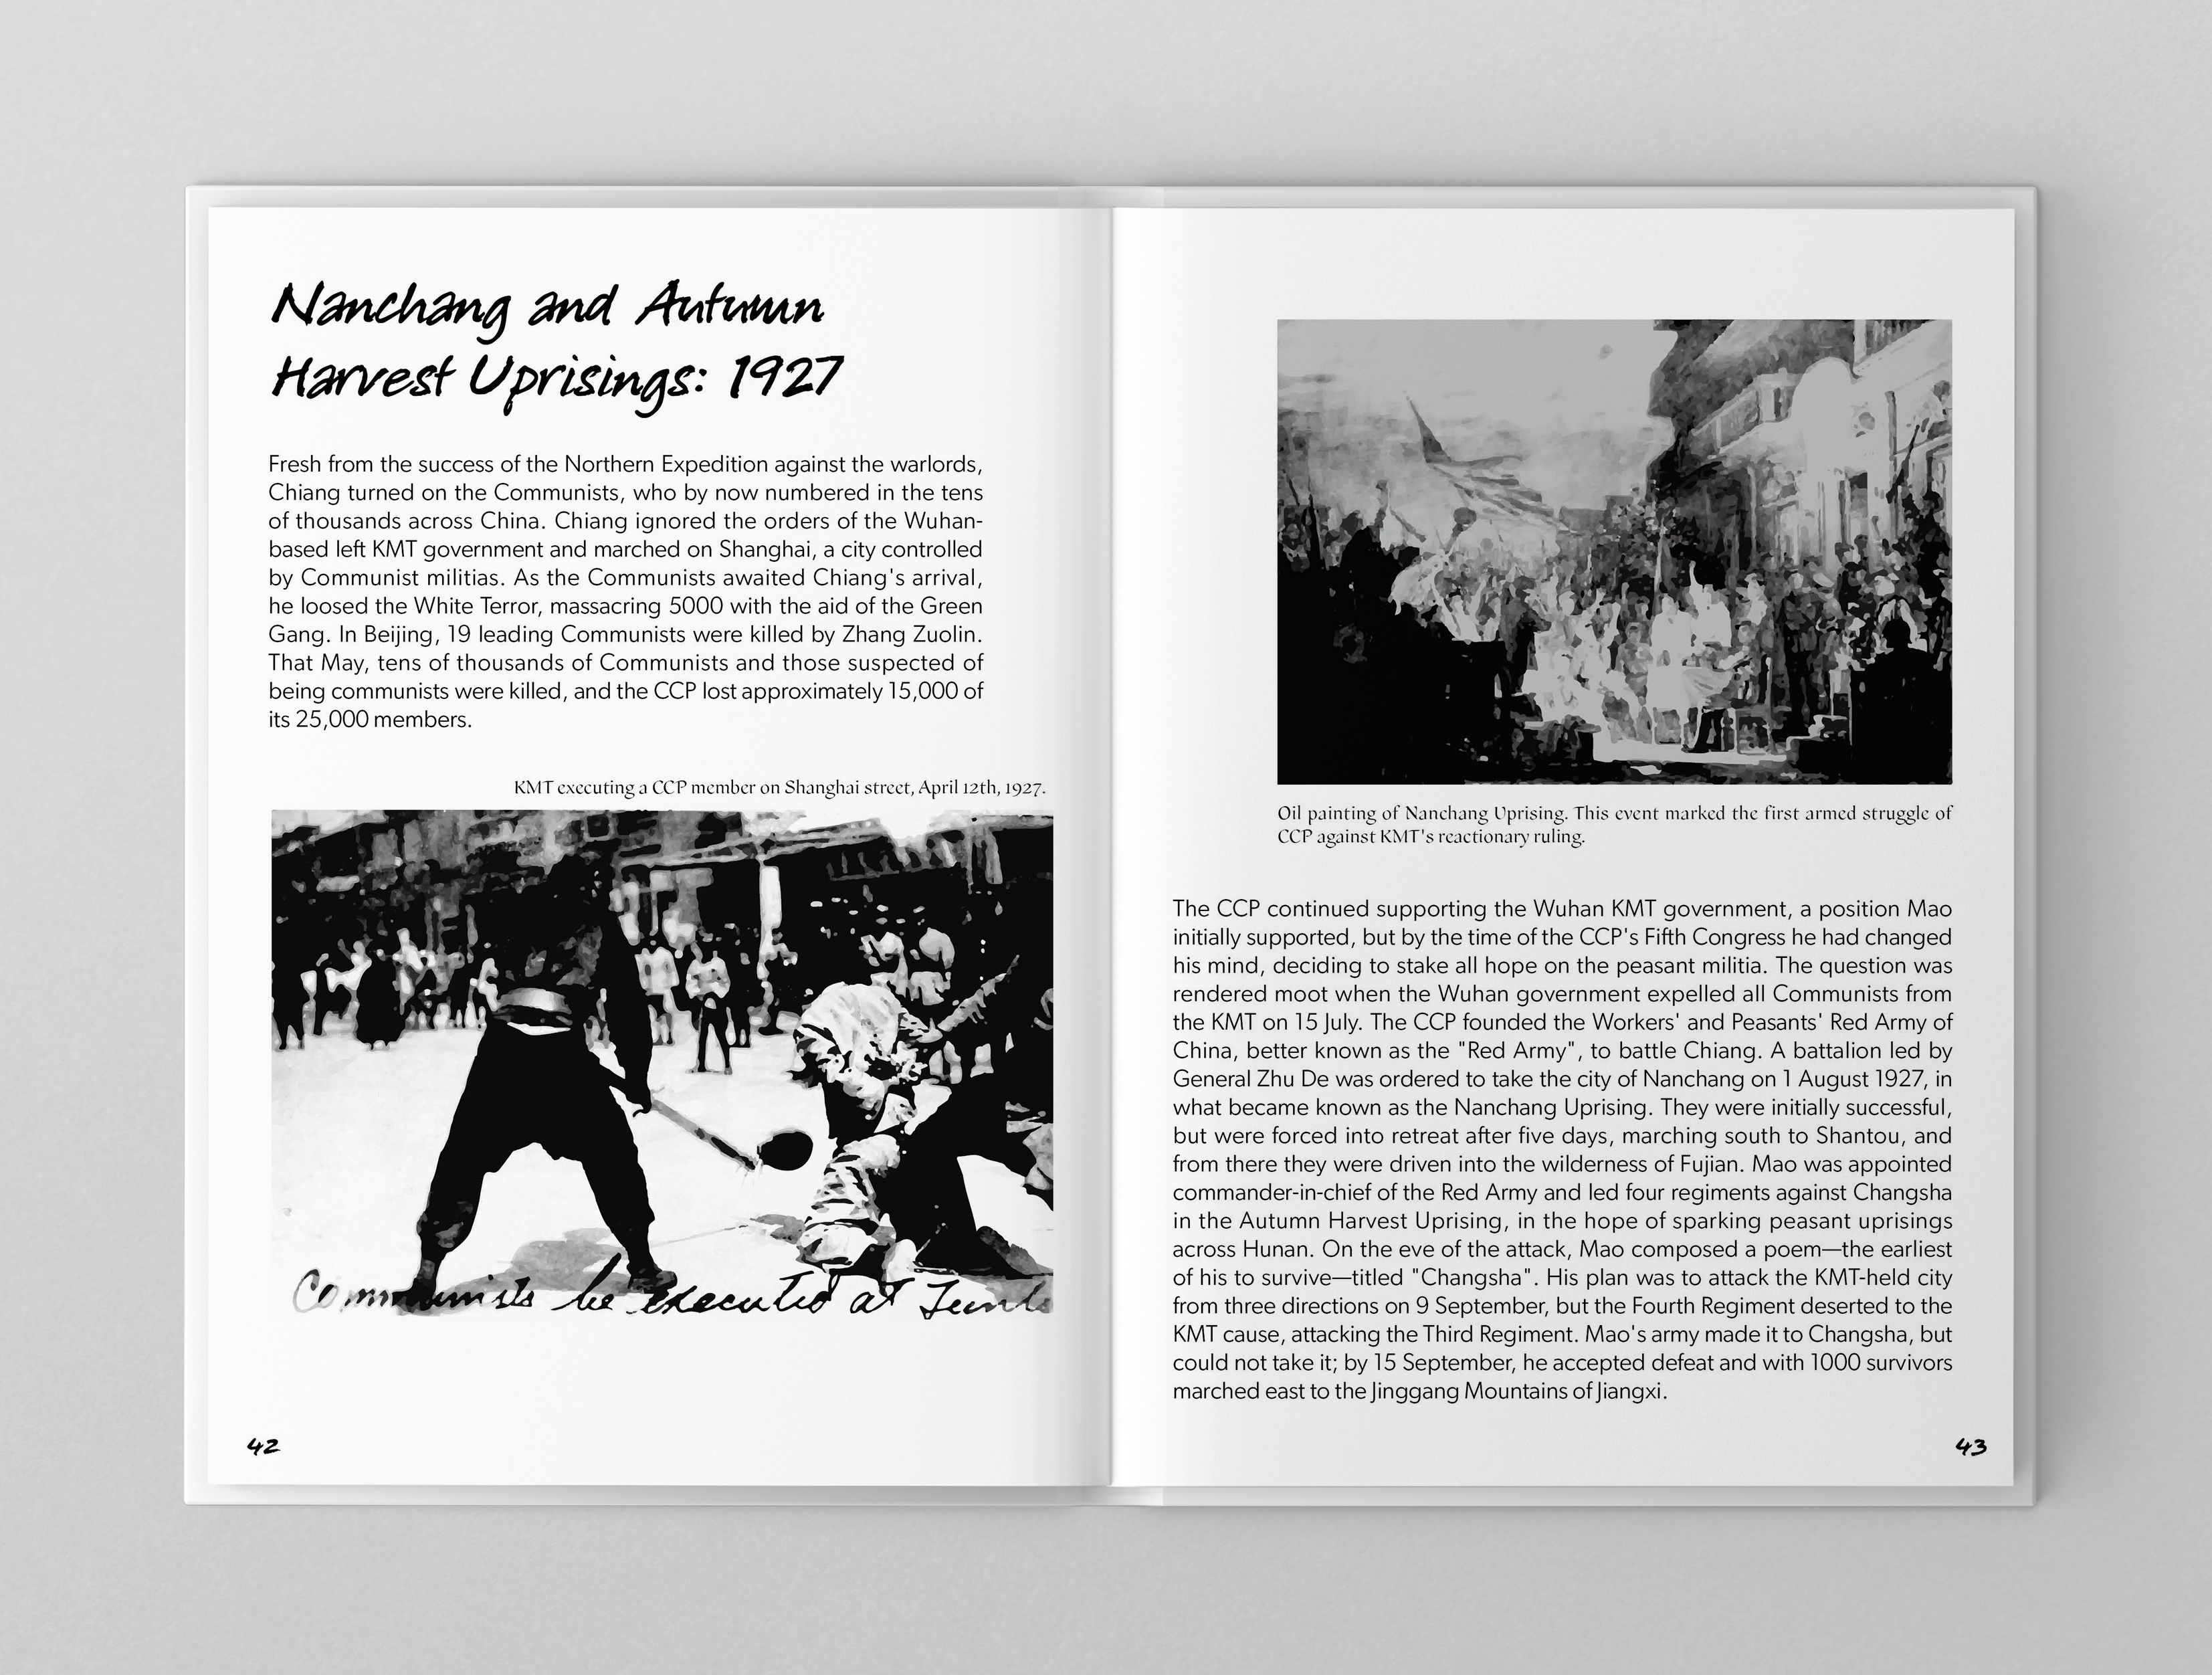 Nanchang and Autumn
Harvest Uprisings: 1927
Fresh from the success of the Northern Expedition against the warlords,
Chiang turned on the Communists, who by now numbered in the tens
of thousands across China. Chiang ignored the orders of the Wuhan-
based left KMT government and marched on Shanghai, a city controlled
by Communist militias. As the Communists awaited Chiang's arrival,
he loosed the White Terror, massacring 5000 with the aid of the Green
Gang. In Beijing, 19 leading Communists were killed by Zhang Zuolin.
That May, tens of thousands of Communists and those suspected of
being communists were killed, and the CCP lost approximately 15,000 of
its 25,000 members.
KMT executing a CCP member on Shanghai street, April 12th, 1927.
Communists be executed at
42
Oil painting of Nanchang Uprising. This event marked the first armed struggle of
CCP against KMT's reactionary ruling.
The CCP continued supporting the Wuhan KMT government, a position Mao
initially supported, but by the time of the CCP's Fifth Congress he had changed
his mind, deciding to stake all hope on the peasant militia. The question was
rendered moot when the Wuhan government expelled all Communists from
the KMT on 15 July. The CCP founded the Workers' and Peasants' Red Army of
China, better known as the "Red Army", to battle Chiang. A battalion led by
General Zhu De was ordered to take the city of Nanchang on 1 August 1927, in
what became known as the Nanchang Uprising. They were initially successful,
but were forced into retreat after five days, marching south to Shantou, and
from there they were driven into the wilderness of Fujian. Mao was appointed
commander-in-chief of the Red Army and led four regiments against Changsha
in the Autumn Harvest Uprising, in the hope of sparking peasant uprisings
across Hunan. On the eve of the attack, Mao composed a poem—the earliest
of his to survive—titled "Changsha". His plan was to attack the KMT-held city
from three directions on 9 September, but the Fourth Regiment deserted to the
KMT cause, attacking the Third Regiment. Mao's army made it to Changsha, but
could not take it; by 15 September, he accepted defeat and with 1000 survivors
marched east to the Jinggang Mountains of Jiangxi.
43